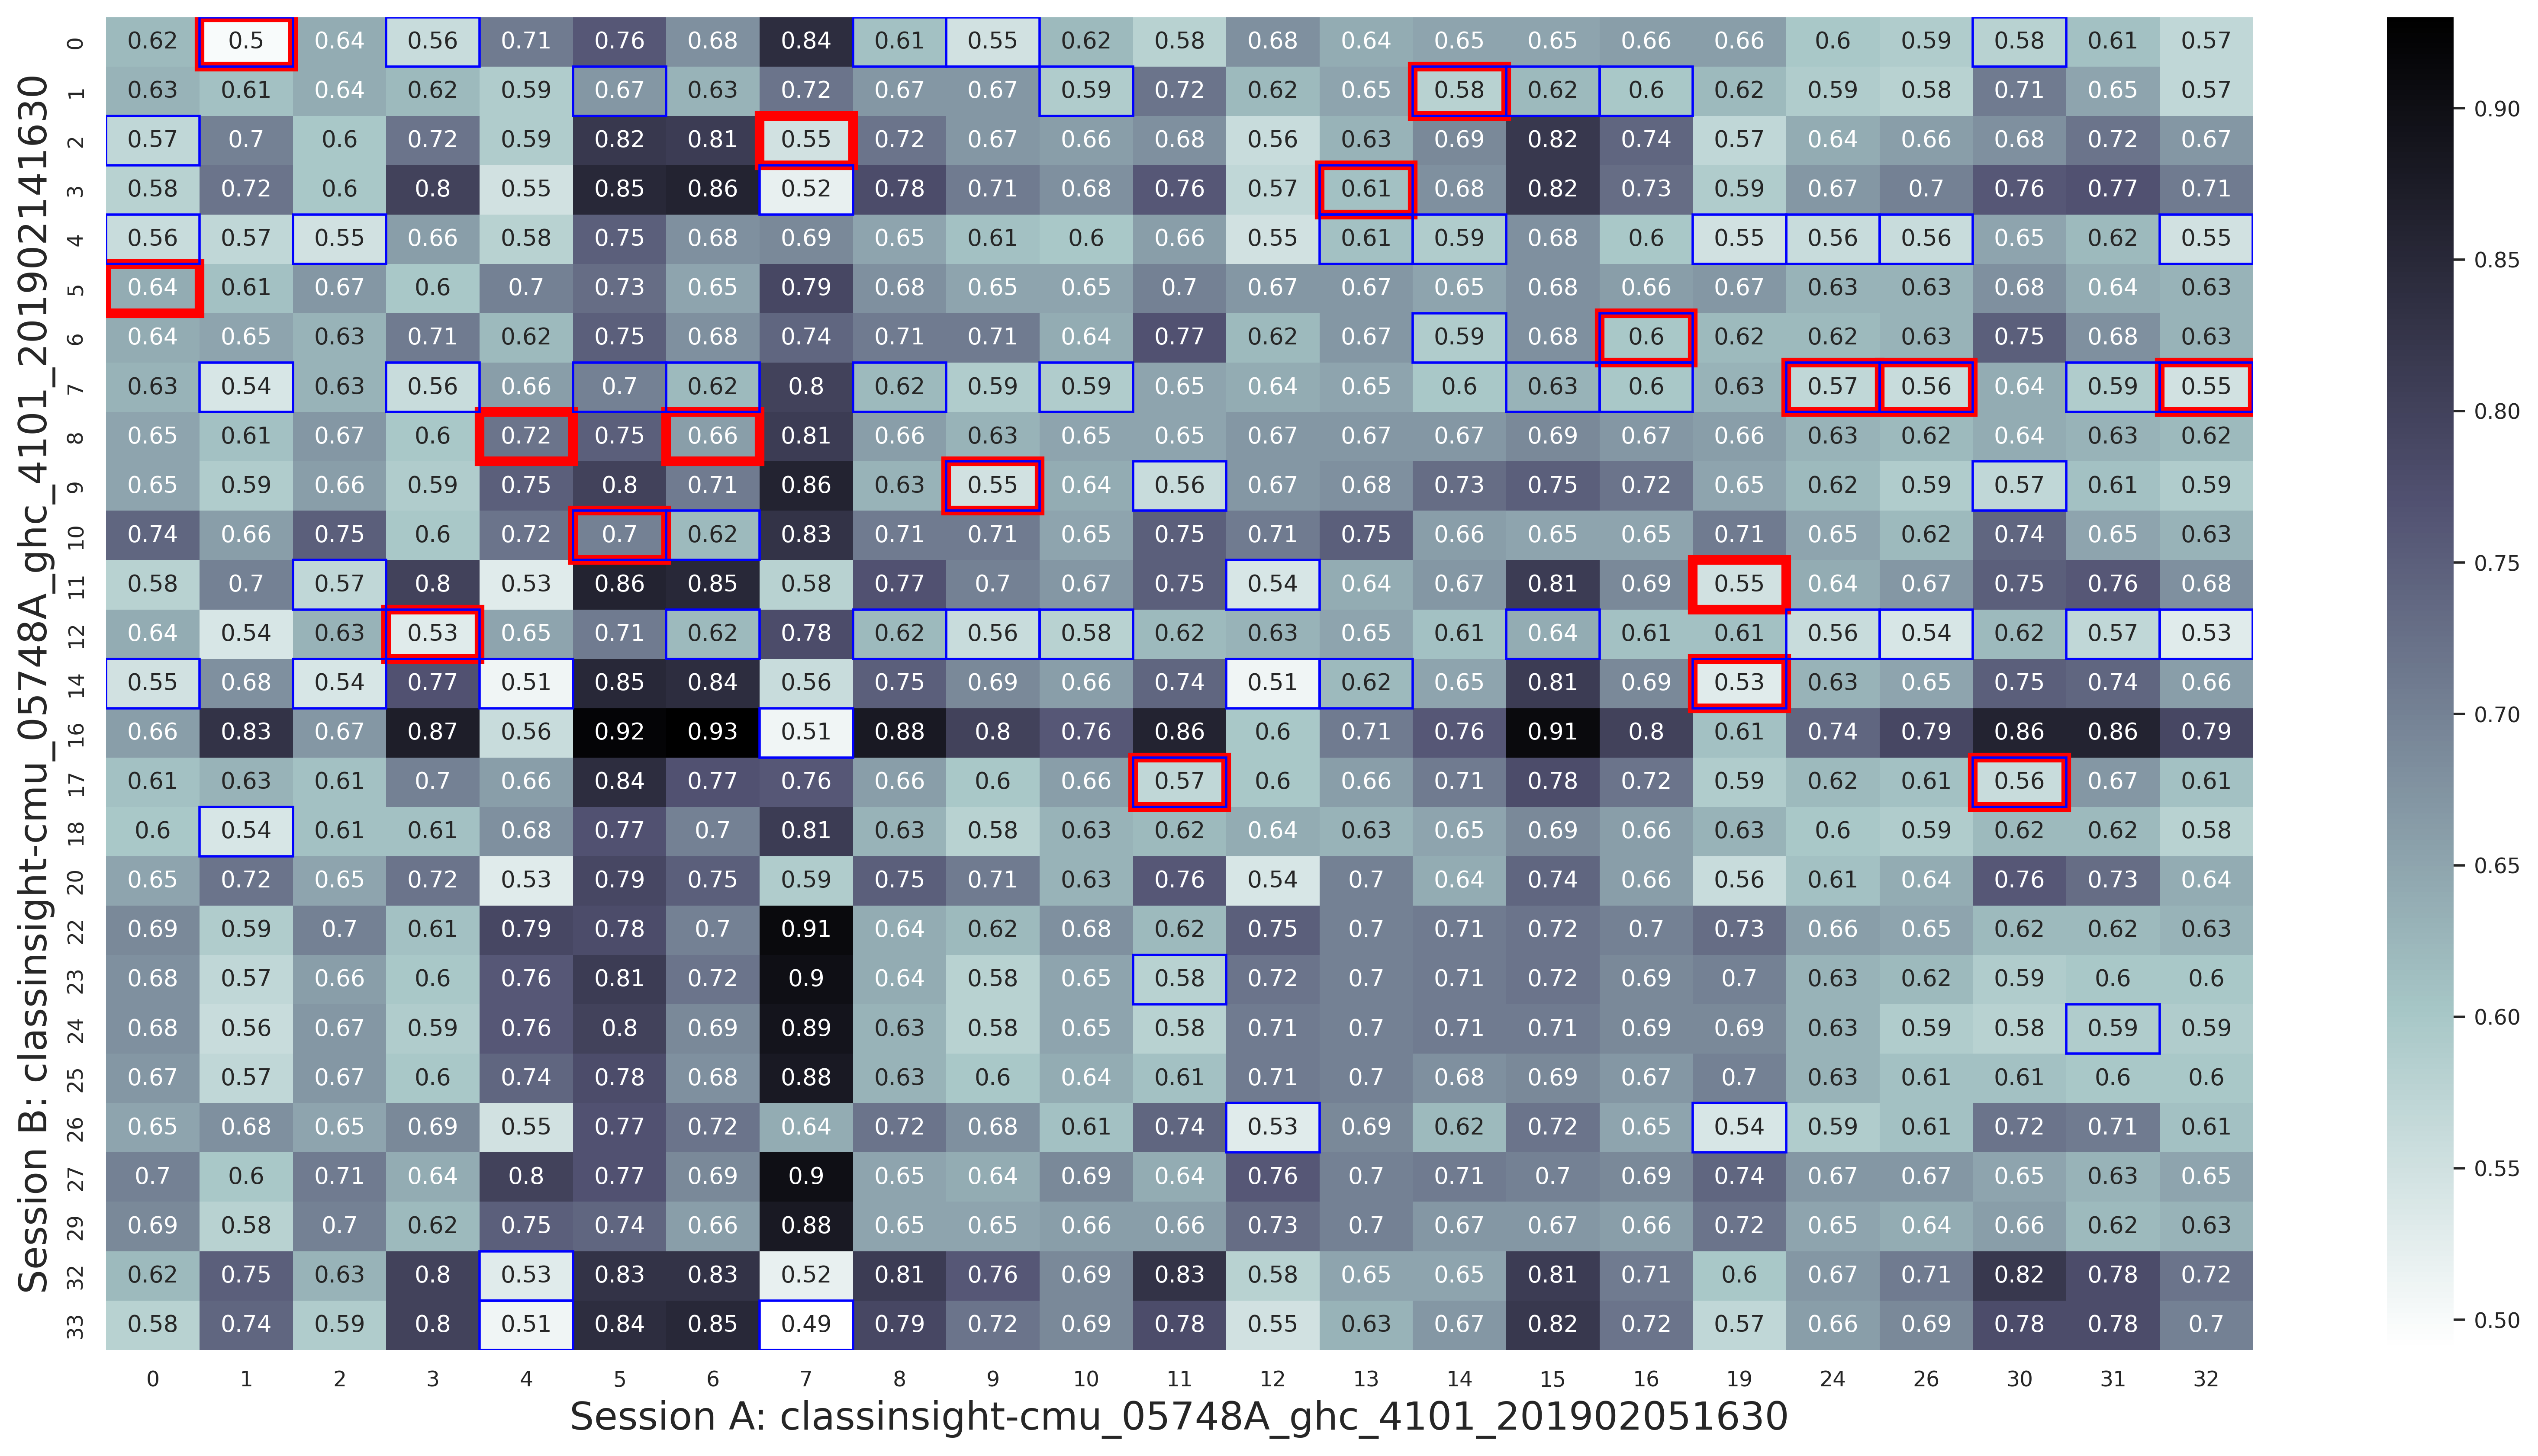 0 0.62 0.5 0.64 0.56 0.71 0.76 0.68 0.84 0.61 0.55 0.62 0.58 0.68 0.64 0.65 0.65 0.66 0.66 0.6 0.59 0.58 0.61 0.57
1 0.63 0.61 0.64 0.62 0.59 0.67 0.63 0.72 0.67 0.67 0.59 0.72 0.62 0.65 0.58 0.62 0.6 0.62 0.59 0.58 0.71 0.65 0.57
2 0.57 0.7 0.6 0.72 0.59 0.82 0.81 0.55 0.72 0.67 0.66 0.68 0.56 0.63 0.69 0.82 0.74 0.57 0.64 0.66 0.68 0.72 0.67
3 0.58 0.72 0.6 0.8 0.55 0.85 0.86 0.52 0.78 0.71 0.68 0.76 0.57 0.61 0.68 0.82 0.73 0.59 0.67 0.7 0.76 0.77 0.71
4 0.56 0.57 0.55 0.66 0.58 0.75 0.68 0.69 0.65 0.61 0.6 0.66 0.55 0.61 0.59 0.68 0.6 0.55 0.56 0.56 0.65 0.62 0.55
5 0.64 0.61 0.67 0.6 0.7 0.73 0.65 0.79 0.68 0.65 0.65 0.7 0.67 0.67 0.65 0.68 0.66 0.67 0.63 0.63 0.68 0.64 0.63
6 0.64 0.65 0.63 0.71 0.62 0.75 0.68 0.74 0.71 0.71 0.64 0.77 0.62 0.67 0.59 0.68 0.6 0.62 0.62 0.63 0.75 0.68 0.63
7 0.63 0.54 0.63 0.56 0.66 0.7 0.62 0.8 0.62 0.59 0.59 0.65 0.64 0.65 0.6 0.63 0.6 0.63 0.57 0.56 0.64 0.59 0.55
8 0.65 0.61 0.67 0.6 0.72 0.75 0.66 0.81 0.66 0.63 0.65 0.65 0.67 0.67 0.67 0.69 0.67 0.66 0.63 0.62 0.64 0.63 0.62
9 0.65 0.59 0.66 0.59 0.75 0.8 0.71 0.86 0.63 0.55 0.64 0.56 0.67 0.68 0.73 0.75 0.72 0.65 0.62 0.59 0.57 0.61 0.59
10 0.74 0.66 0.75 0.6 0.72 0.7 0.62 0.83 0.71 0.71 0.65 0.75 0.71 0.75 0.66 0.65 0.65 0.71 0.65 0.62 0.74 0.65 0.63
11 0.58 0.7 0.57 0.8 0.53 0.86 0.85 0.58 0.77 0.7 0.67 0.75 0.54 0.64 0.67 0.81 0.69 0.55 0.64 0.67 0.75 0.76 0.68
12 0.64 0.54 0.63 0.53 0.65 0.71 0.62 0.78 0.62 0.56 0.58 0.62 0.63 0.65 0.61 0.64 0.61 0.61 0.56 0.54 0.62 0.57 0.53
14 0.55 0.68 0.54 0.77 0.51 0.85 0.84 0.56 0.75 0.69 0.66 0.74 0.51 0.62 0.65 0.81 0.69 0.53 0.63 0.65 0.75 0.74 0.66
16 0.66 0.83 0.67 0.87 0.56 0.92 0.93 0.51 0.88 0.8 0.76 0.86 0.6 0.71 0.76 0.91 0.8 0.61 0.74 0.79 0.86 0.86 0.79
17 0.61 0.63 0.61 0.7 0.66 0.84 0.77 0.76 0.66 0.6 0.66 0.57 0.6 0.66 0.71 0.78 0.72 0.59 0.62 0.61 0.56 0.67 0.61
18 0.6 0.54 0.61 0.61 0.68 0.77 0.7 0.81 0.63 0.58 0.63 0.62 0.64 0.63 0.65 0.69 0.66 0.63 0.6 0.59 0.62 0.62 0.58
20 0.65 0.72 0.65 0.72 0.53 0.79 0.75 0.59 0.75 0.71 0.63 0.76 0.54 0.7 0.64 0.74 0.66 0.56 0.61 0.64 0.76 0.73 0.64
22 0.69 0.59 0.7 0.61 0.79 0.78 0.7 0.91 0.64 0.62 0.68 0.62 0.75 0.7 0.71 0.72 0.7 0.73 0.66 0.65 0.62 0.62 0.63
23 0.68 0.57 0.66 0.6 0.76 0.81 0.72 0.9 0.64 0.58 0.65 0.58 0.72 0.7 0.71 0.72 0.69 0.7 0.63 0.62 0.59 0.6 0.6
24 0.68 0.56 0.67 0.59 0.76 0.8 0.69 0.89 0.63 0.58 0.65 0.58 0.71 0.7 0.71 0.71 0.69 0.69 0.63 0.59 0.58 0.59 0.59
25 0.67 0.57 0.67 0.6 0.74 0.78 0.68 0.88 0.63 0.6 0.64 0.61 0.71 0.7 0.68 0.69 0.67 0.7 0.63 0.61 0.61 0.6 0.6
26 0.65 0.68 0.65 0.69 0.55 0.77 0.72 0.64 0.72 0.68 0.61 0.74 0.53 0.69 0.62 0.72 0.65 0.54 0.59 0.61 0.72 0.71 0.61
27 0.7 0.6 0.71 0.64 0.8 0.77 0.69 0.9 0.65 0.64 0.69 0.64 0.76 0.7 0.71 0.7 0.69 0.74 0.67 0.67 0.65 0.63 0.65
29 0.69 0.58 0.7 0.62 0.75 0.74 0.66 0.88 0.65 0.65 0.66 0.66 0.73 0.7 0.67 0.67 0.66 0.72 0.65 0.64 0.66 0.62 0.63
32 0.62 0.75 0.63 0.8 0.53 0.83 0.83 0.52 0.81 0.76 0.69 0.83 0.58 0.65 0.65 0.81 0.71 0.6 0.67 0.71 0.82 0.78 0.72
33 0.58 0.74 0.59 0.8 0.51 0.84 0.85 0.49 0.79 0.72 0.69 0.78 0.55 0.63 0.67 0.82 0.72 0.57 0.66 0.69 0.78 0.78 0.7
0 1 2 3 4 5 6 7 8 9 10 11 12 13 14 15 16 19 24 26 30 31 32
Session A: classinsight-cmu_05748A_ghc_4101_201902051630
Session B: classinsight-cmu_05748A_ghc_4101_201902141630
0.90
0.85
0.80
0.75
0.70
0.65
0.60
0.55
0.50